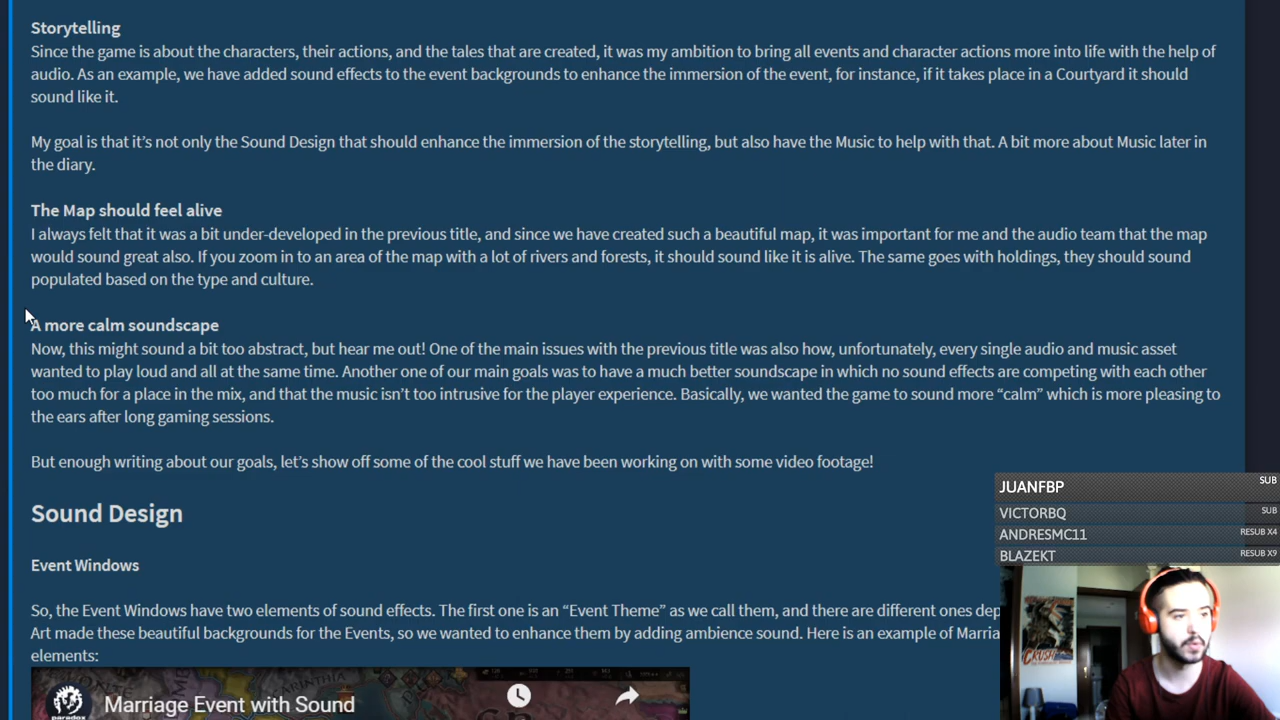 Storytelling
Since the game is about the characters, their actions, and the tales that are created, it was my ambition to bring all events and character actions more into life with the help of
audio. As an example, we have added sound effects to the event backgrounds to enhance the immersion of the event, for instance, if it takes place in a Courtyard it should
sound like it.
My goal is that it’s not only the Sound Design that should enhance the immersion of the storytelling, but also have the Music to help with that. A bit more about Music later in
the diary.
The Map should feel alive
I always felt that it was a bit under-developed in the previous title, and since we have created such a beautiful map, it was important for me and the audio team that the map
would sound great also. If you zoom in to an area of the map with a lot of rivers and forests, it should sound like it is alive. The same goes with holdings, they should sound
populated based on the type and culture.
A more calm soundscape
Now, this might sound a bit too abstract, but hear me out! One of the main issues with the previous title was also how, unfortunately, every single audio and music asset
wanted to play loud and all at the same time. Another one of our main goals was to have a much better soundscape in which no sound effects are competing with each other
too much for a place in the mix, and that the music isn’t too intrusive for the player experience. Basically, we wanted the game to sound more “calm” which is more pleasing to
the ears after long gaming sessions.
But enough writing about our goals, let’s show off some of the cool stuff we have been working on with some video footage!
JUANFBP SUB
VICTORBQ SUB
ANDRESMC11 RESUB X4
BLAZEKT RESUB X9
Sound Design
Event Windows
So, the Event Windows have two elements of sound effects. The first one is an “Event Theme” as we call them, and there are different ones dep
Art made these beautiful backgrounds for the Events, so we wanted to enhance them by adding ambience sound. Here is an example of Marria
elements:
Marriage Event with Sound
paradox